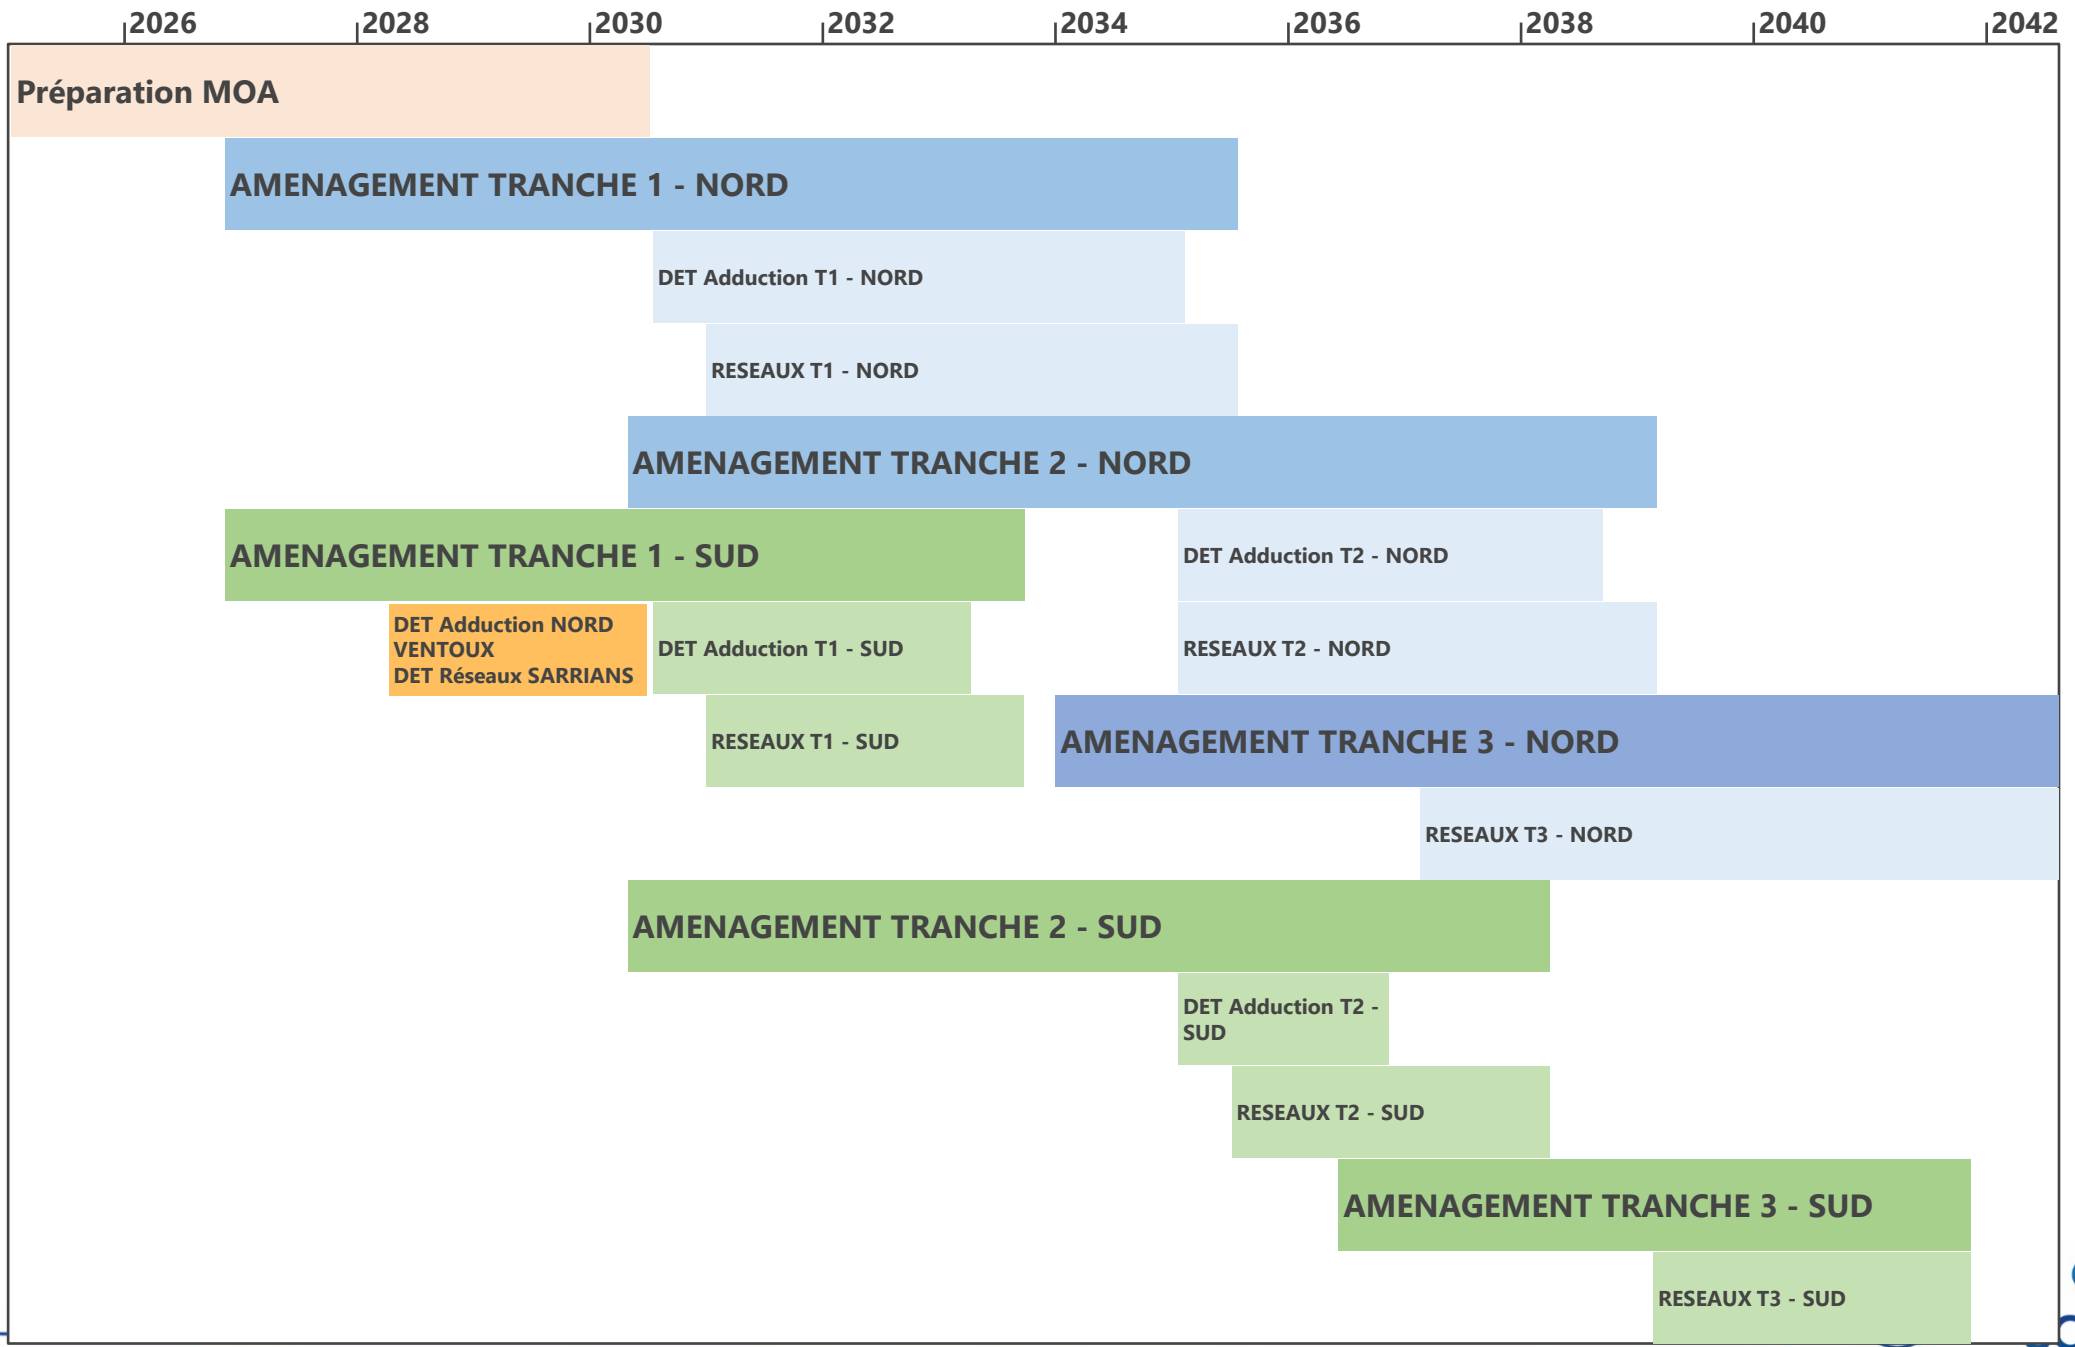 2026 2028 2030 2032 2034 2036 2038 2040 2042
Préparation MOA
AMENAGEMENT TRANCHE 1 - NORD
DET Adduction T1 - NORD
RESEAUX T1 - NORD
AMENAGEMENT TRANCHE 2 - NORD
AMENAGEMENT TRANCHE 1 - SUD
DET Adduction T2 - NORD
DET Adduction NORD
VENTOUX
DET Réseaux SARRIANS
DET Adduction T1 - SUD
RESEAUX T2 - NORD
RESEAUX T1 - SUD
AMENAGEMENT TRANCHE 3 - NORD
RESEAUX T3 - NORD
AMENAGEMENT TRANCHE 2 - SUD
DET Adduction T2 -
SUD
RESEAUX T2 - SUD
AMENAGEMENT TRANCHE 3 - SUD
RESEAUX T3 - SUD